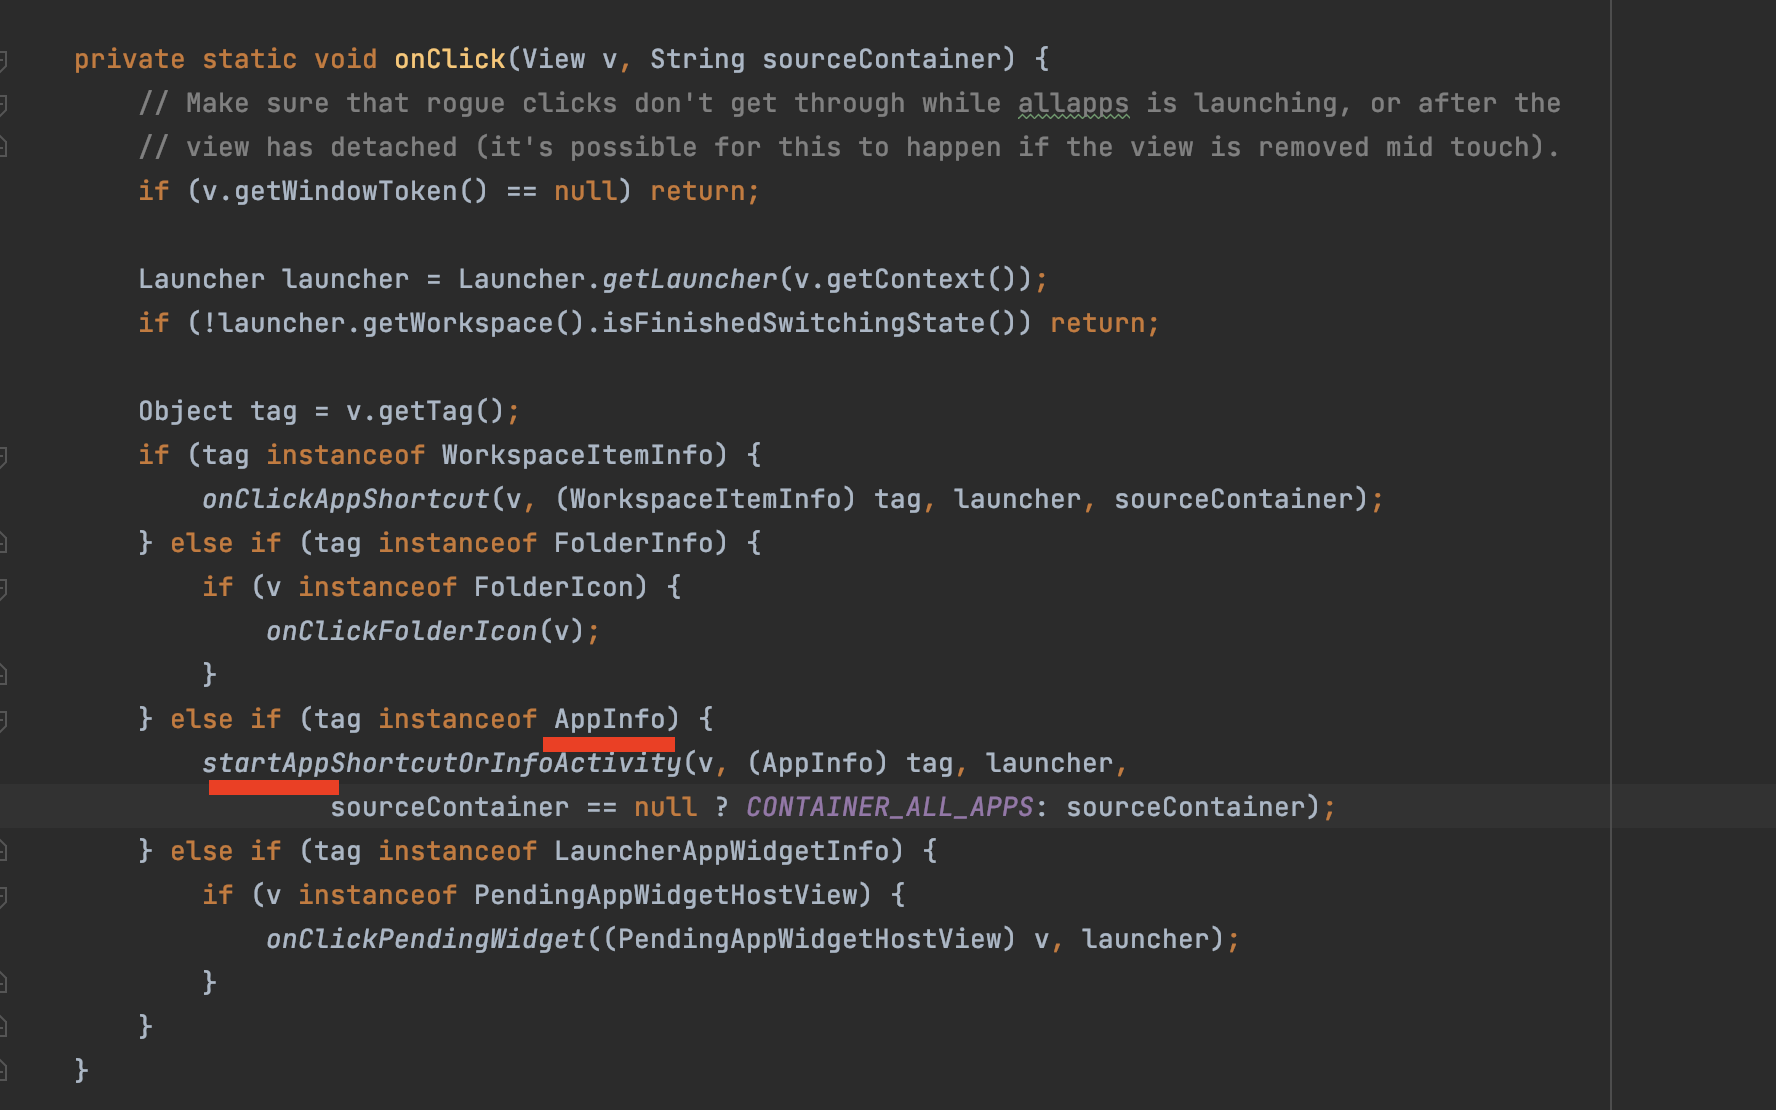 private static void onClick(View v, String sourceContainer) {
// Make sure that rogue clicks don't get through while allapps is launching, or after the
// view has detached (it's possible for this to happen if the view is removed mid touch).
if (v.getWindowToken() == null) return;
Launcher launcher = Launcher.getLauncher(v.getContext());
if (!launcher.getWorkspace().isFinishedSwitchingState()) return;
Object tag = v.getTag();
if (tag instanceof WorkspaceItemInfo) {
onClickAppShortcut(v, (WorkspaceItemInfo) tag, launcher, sourceContainer);
} else if (tag instanceof FolderInfo) {
if (v instanceof FolderIcon) {
onClickFolderIcon(v);
}
} else if (tag instanceof AppInfo) {
startAppShortcutOrInfoActivity(v, (AppInfo) tag, launcher,
sourceContainer == null ? CONTAINER_ALL_APPS: sourceContainer);
} else if (tag instanceof LauncherAppWidgetInfo) {
if (v instanceof PendingAppWidgetHostView) {
onClickPendingWidget((PendingAppWidgetHostView) v, launcher);
}
}
}